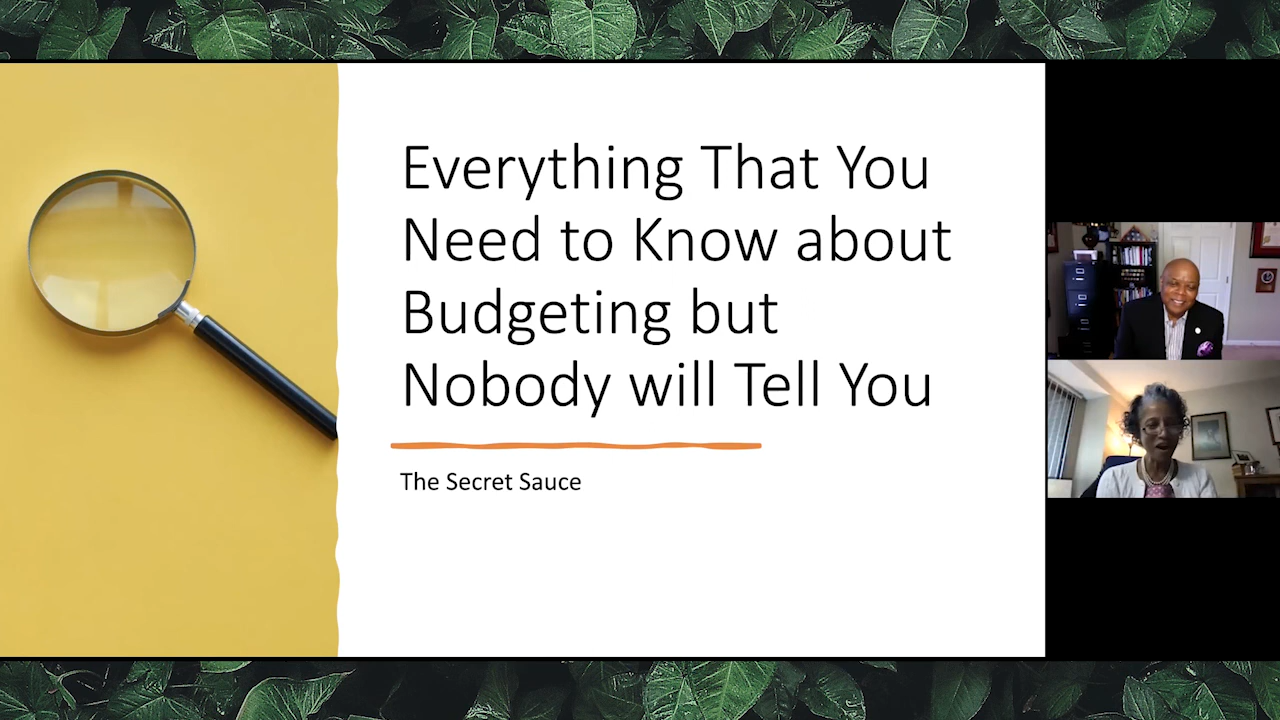 Everything That You
Need to Know about
Budgeting but
Nobody will Tell You
The Secret Sauce